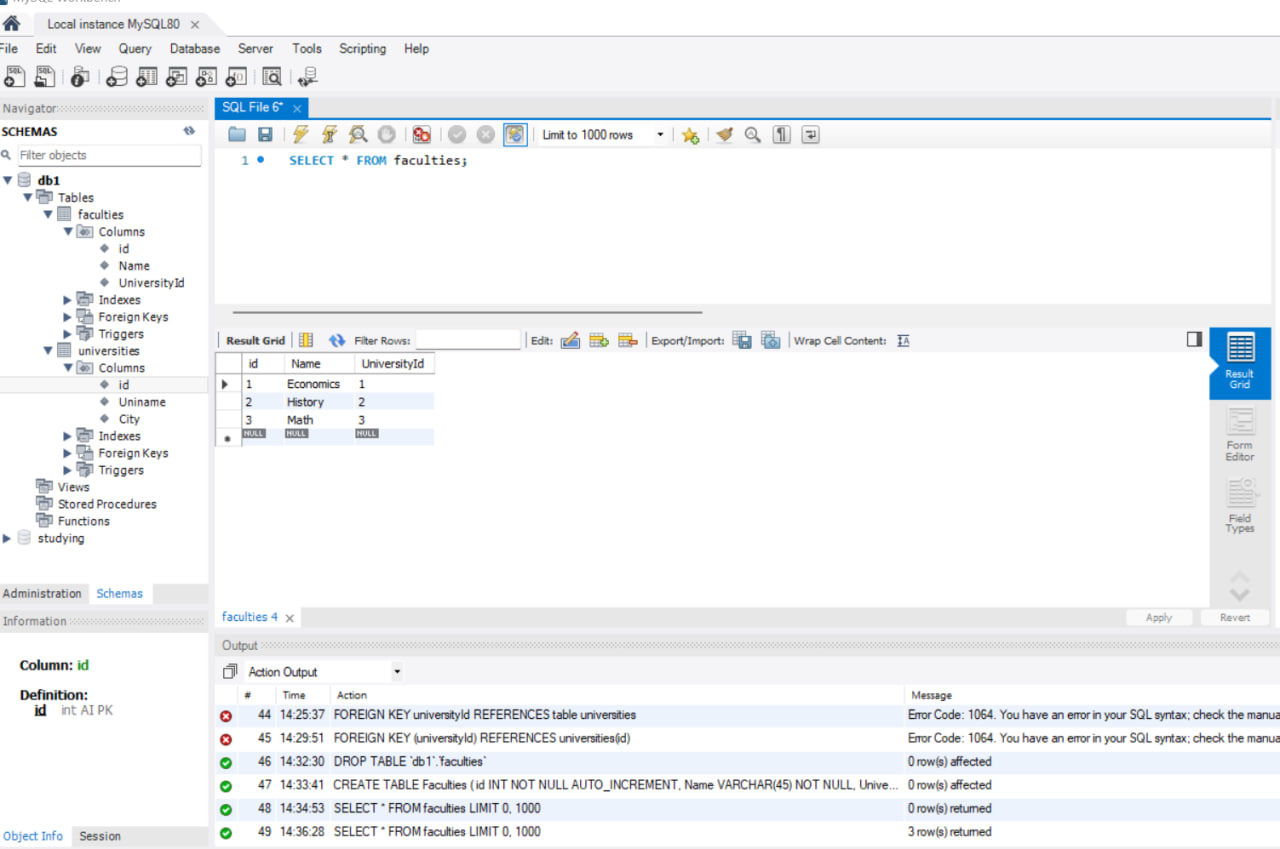 MySQL Workbench
Local instance MySQL80
File Edit View Query Database Server Tools Scripting Help
Navigator
SCHEMAS
Filter objects
db1
Tables
faculties
Columns
id
Name
UniversityId
Indexes
Foreign Keys
Triggers
universities
Columns
id
Uniname
City
Indexes
Foreign Keys
Triggers
Views
Stored Procedures
Functions
studying
Administration Schemas
Information
Column: id
Definition:
id int AI PK
Object Info Session
SQL File 6*
Limit to 1000 rows
1 SELECT * FROM faculties;
Result Grid Filter Rows: Edit: Export/Import: Wrap Cell Content:
id Name UniversityId
1 Economics 1
2 History 2
3 Math 3
NULL NULL NULL
Result
Grid
Form
Editor
Field
Types
faculties 4
Apply Revert
Output
Action Output
# Time Action Message
44 14:25:37 FOREIGN KEY universityId REFERENCES table universities Error Code: 1064. You have an error in your SQL syntax; check the manua
45 14:29:51 FOREIGN KEY (universityId) REFERENCES universities(id) Error Code: 1064. You have an error in your SQL syntax; check the manua
46 14:32:30 DROP TABLE `db1`.`faculties` 0 row(s) affected
47 14:33:41 CREATE TABLE Faculties ( id INT NOT NULL AUTO_INCREMENT, Name VARCHAR(45) NOT NULL, Unive... 0 row(s) affected
48 14:34:53 SELECT * FROM faculties LIMIT 0, 1000 0 row(s) returned
49 14:36:28 SELECT * FROM faculties LIMIT 0, 1000 3 row(s) returned